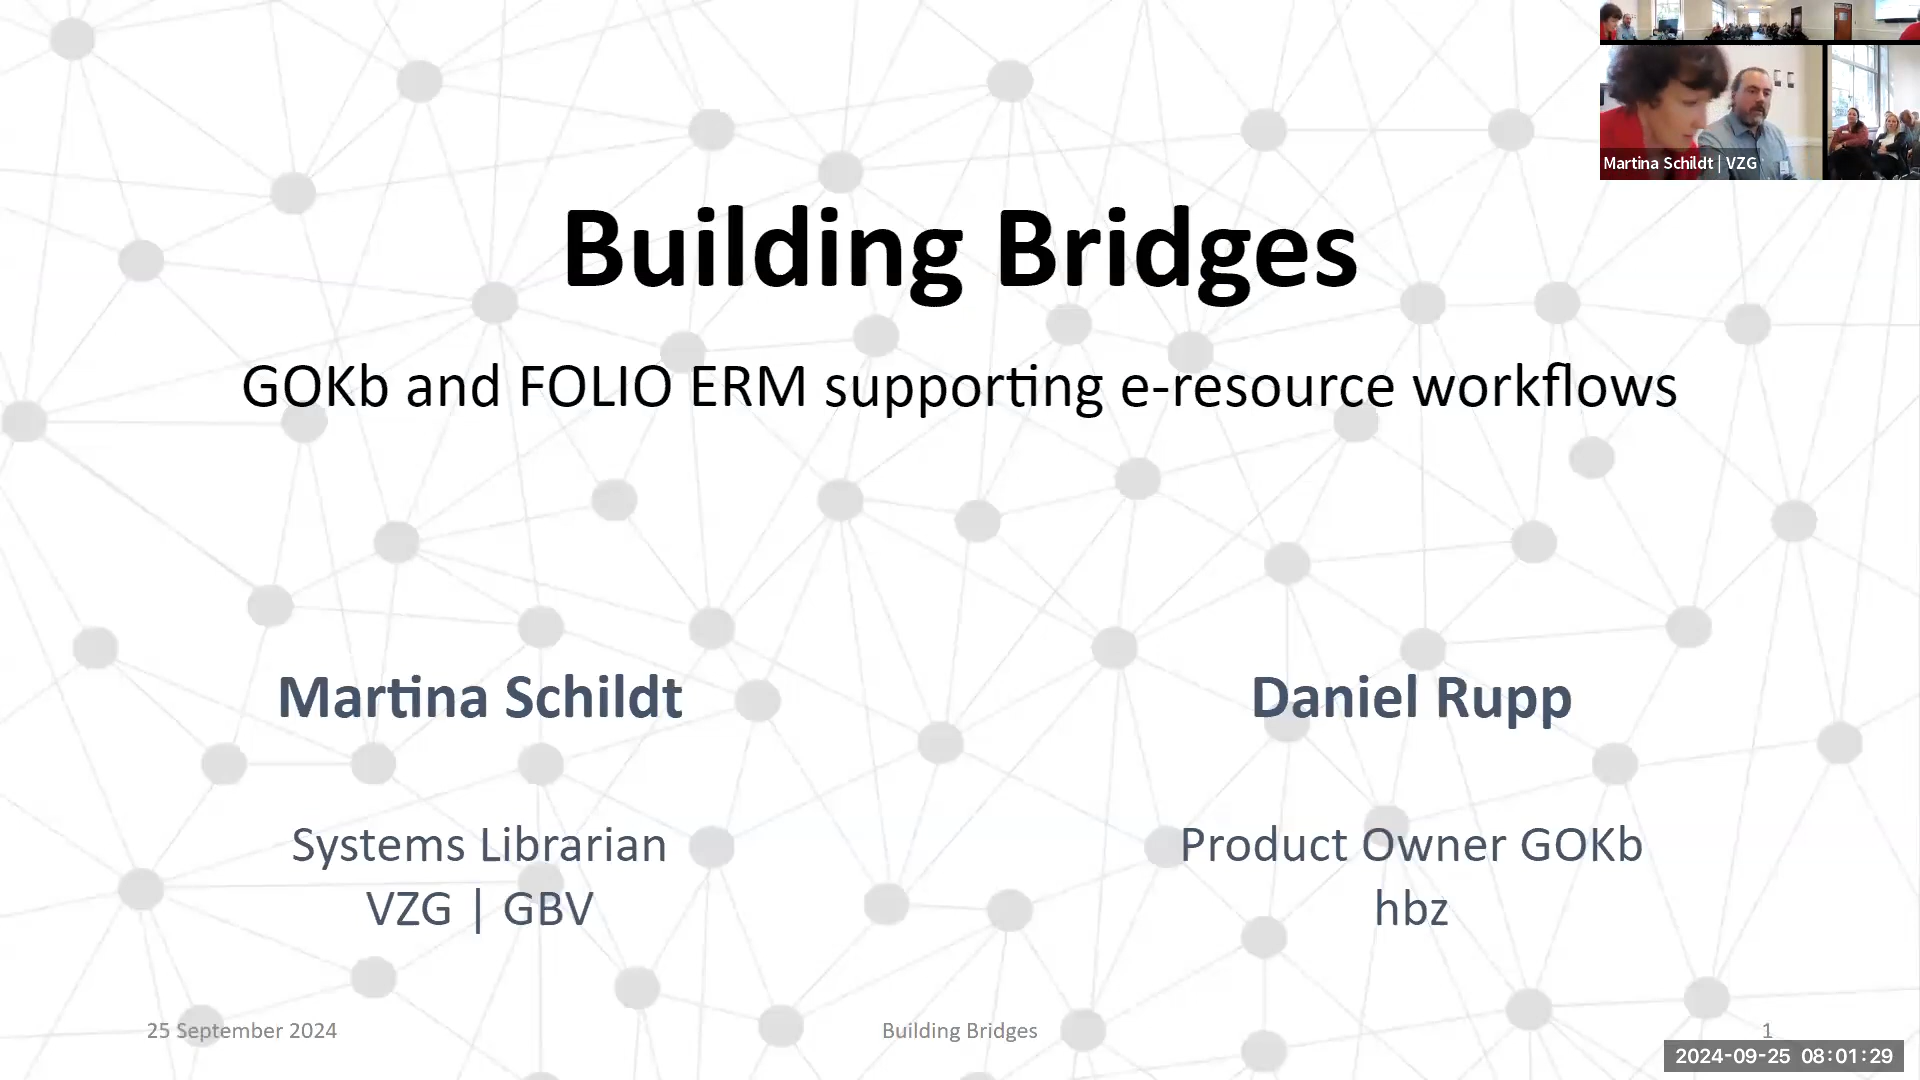 Martina Schildt | VZG
Building Bridges
GOKb and FOLIO ERM supporting e-resource workflows
Martina Schildt
Systems Librarian
VZG | GBV
Daniel Rupp
Product Owner GOKb
hbz
25 September 2024
Building Bridges
1
2024-09-25 08:01:29